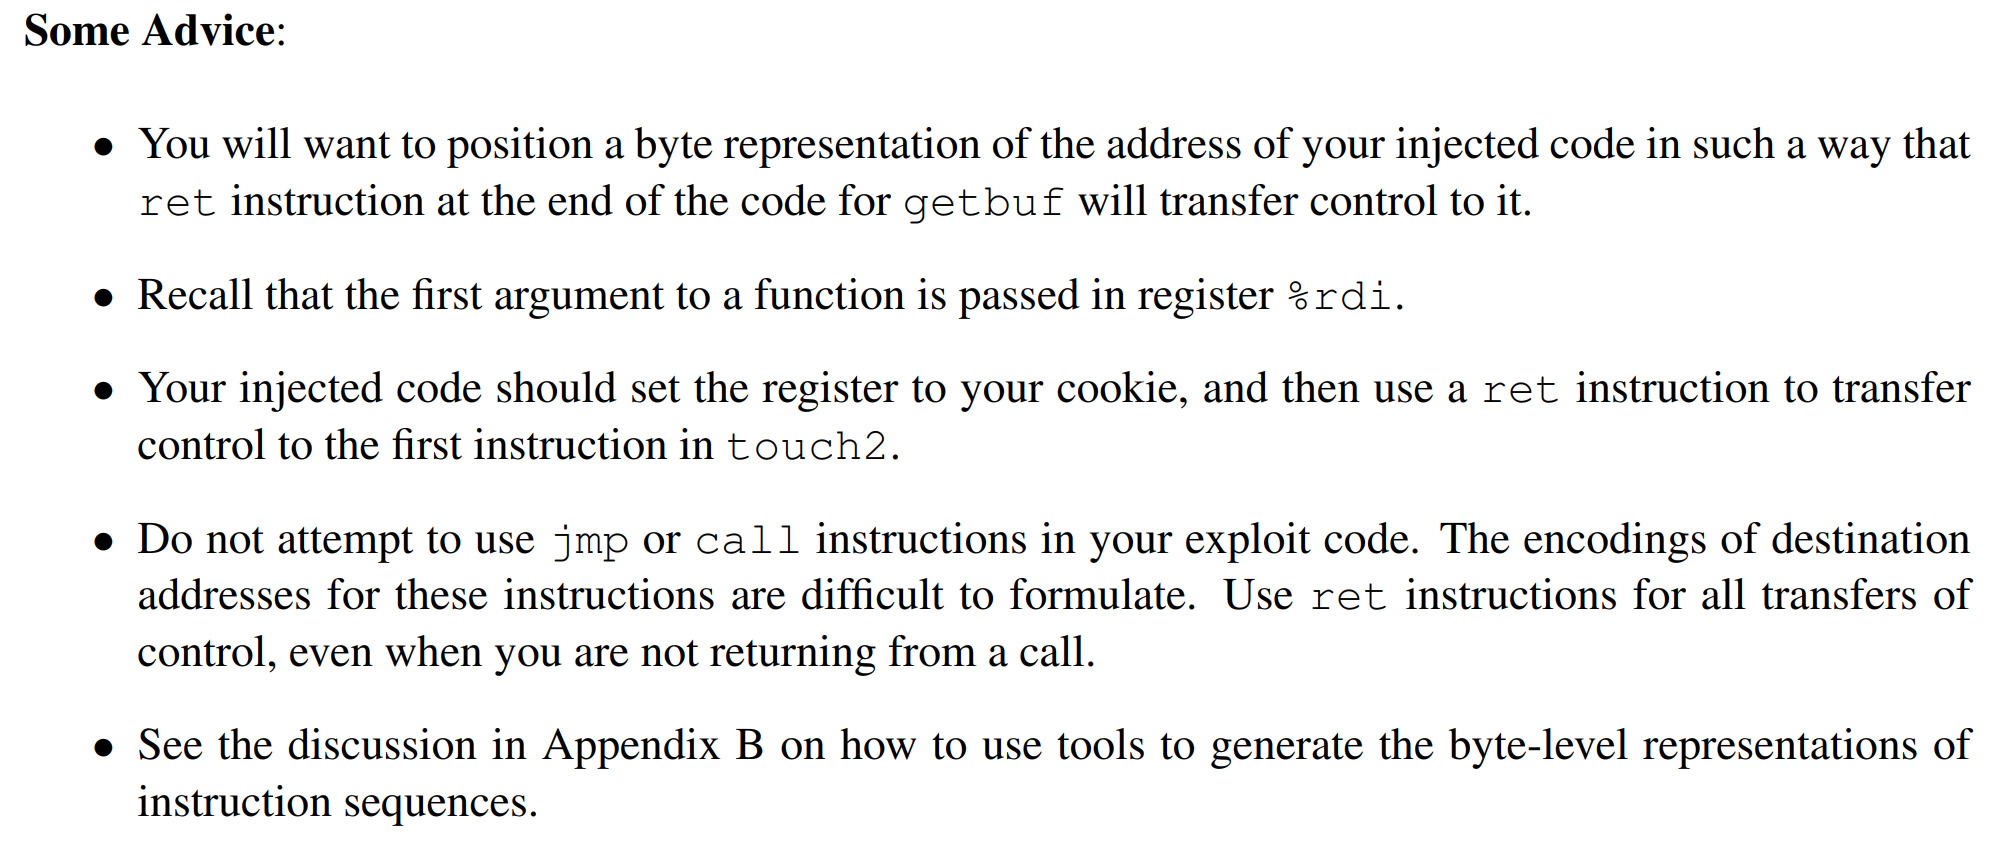 Some Advice:
• You will want to position a byte representation of the address of your injected code in such a way that
ret instruction at the end of the code for getbuf will transfer control to it.
• Recall that the first argument to a function is passed in register %rdi.
• Your injected code should set the register to your cookie, and then use a ret instruction to transfer
control to the first instruction in touch2.
• Do not attempt to use jmp or call instructions in your exploit code. The encodings of destination
addresses for these instructions are difficult to formulate. Use ret instructions for all transfers of
control, even when you are not returning from a call.
• See the discussion in Appendix B on how to use tools to generate the byte-level representations of
instruction sequences.